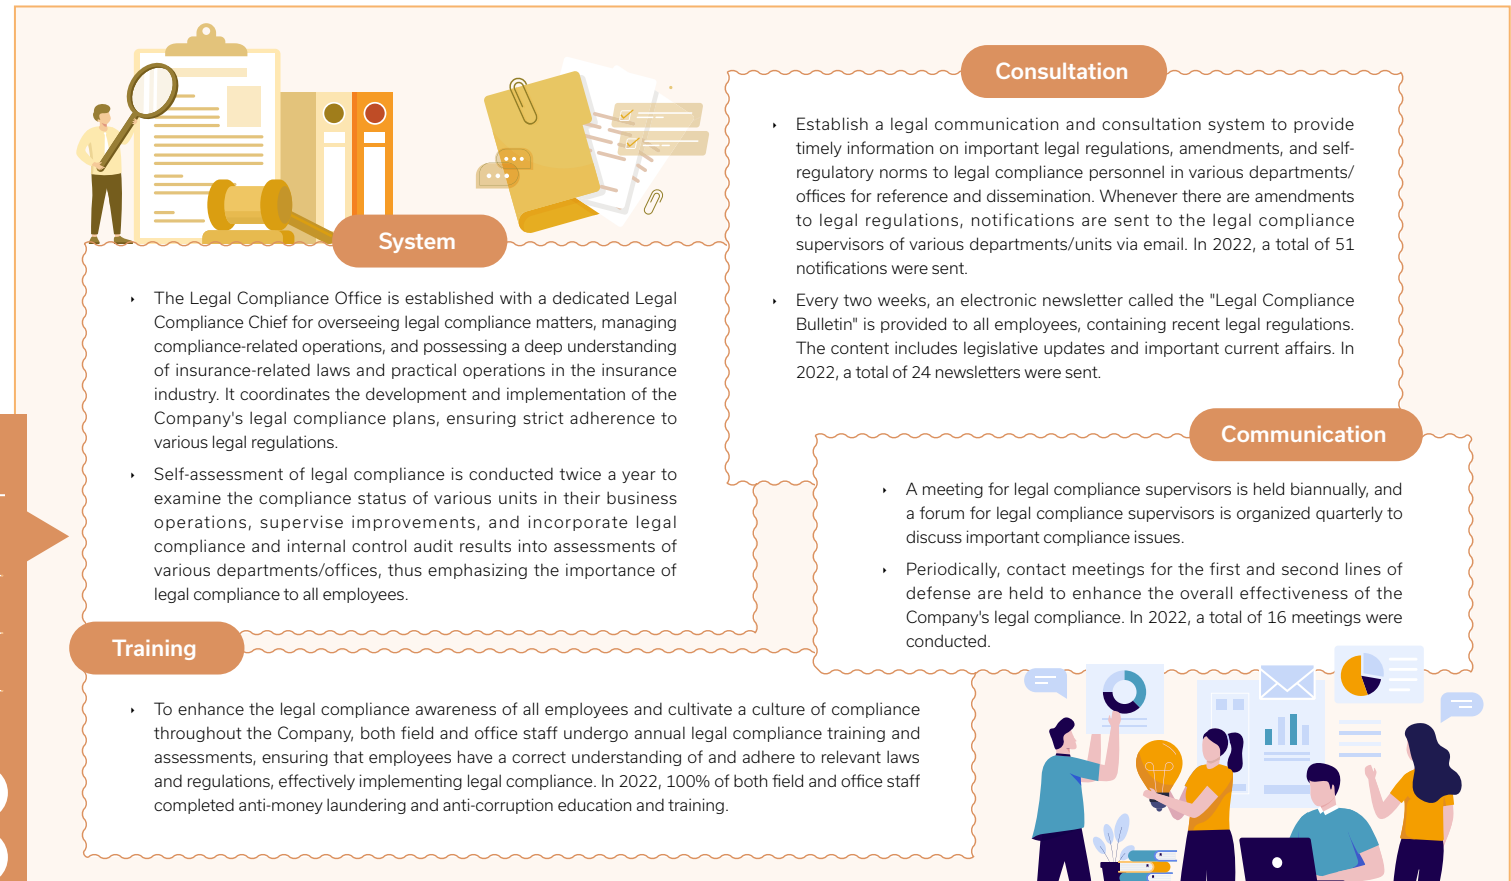 System
‣ The Legal Compliance Office is established with a dedicated Legal
Compliance Chief for overseeing legal compliance matters, managing
compliance-related operations, and possessing a deep understanding
of insurance-related laws and practical operations in the insurance
industry. It coordinates the development and implementation of the
Company's legal compliance plans, ensuring strict adherence to
various legal regulations.
‣ Self-assessment of legal compliance is conducted twice a year to
examine the compliance status of various units in their business
operations, supervise improvements, and incorporate legal
compliance and internal control audit results into assessments of
various departments/offices, thus emphasizing the importance of
legal compliance to all employees.
Consultation
‣ Establish a legal communication and consultation system to provide
timely information on important legal regulations, amendments, and self-
regulatory norms to legal compliance personnel in various departments/
offices for reference and dissemination. Whenever there are amendments
to legal regulations, notifications are sent to the legal compliance
supervisors of various departments/units via email. In 2022, a total of 51
notifications were sent.
‣ Every two weeks, an electronic newsletter called the "Legal Compliance
Bulletin" is provided to all employees, containing recent legal regulations.
The content includes legislative updates and important current affairs. In
2022, a total of 24 newsletters were sent.
Communication
‣ A meeting for legal compliance supervisors is held biannually, and
a forum for legal compliance supervisors is organized quarterly to
discuss important compliance issues.
‣ Periodically, contact meetings for the first and second lines of
defense are held to enhance the overall effectiveness of the
Company's legal compliance. In 2022, a total of 16 meetings were
conducted.
Training
‣ To enhance the legal compliance awareness of all employees and cultivate a culture of compliance
throughout the Company, both field and office staff undergo annual legal compliance training and
assessments, ensuring that employees have a correct understanding of and adhere to relevant laws
and regulations, effectively implementing legal compliance. In 2022, 100% of both field and office staff
completed anti-money laundering and anti-corruption education and training.